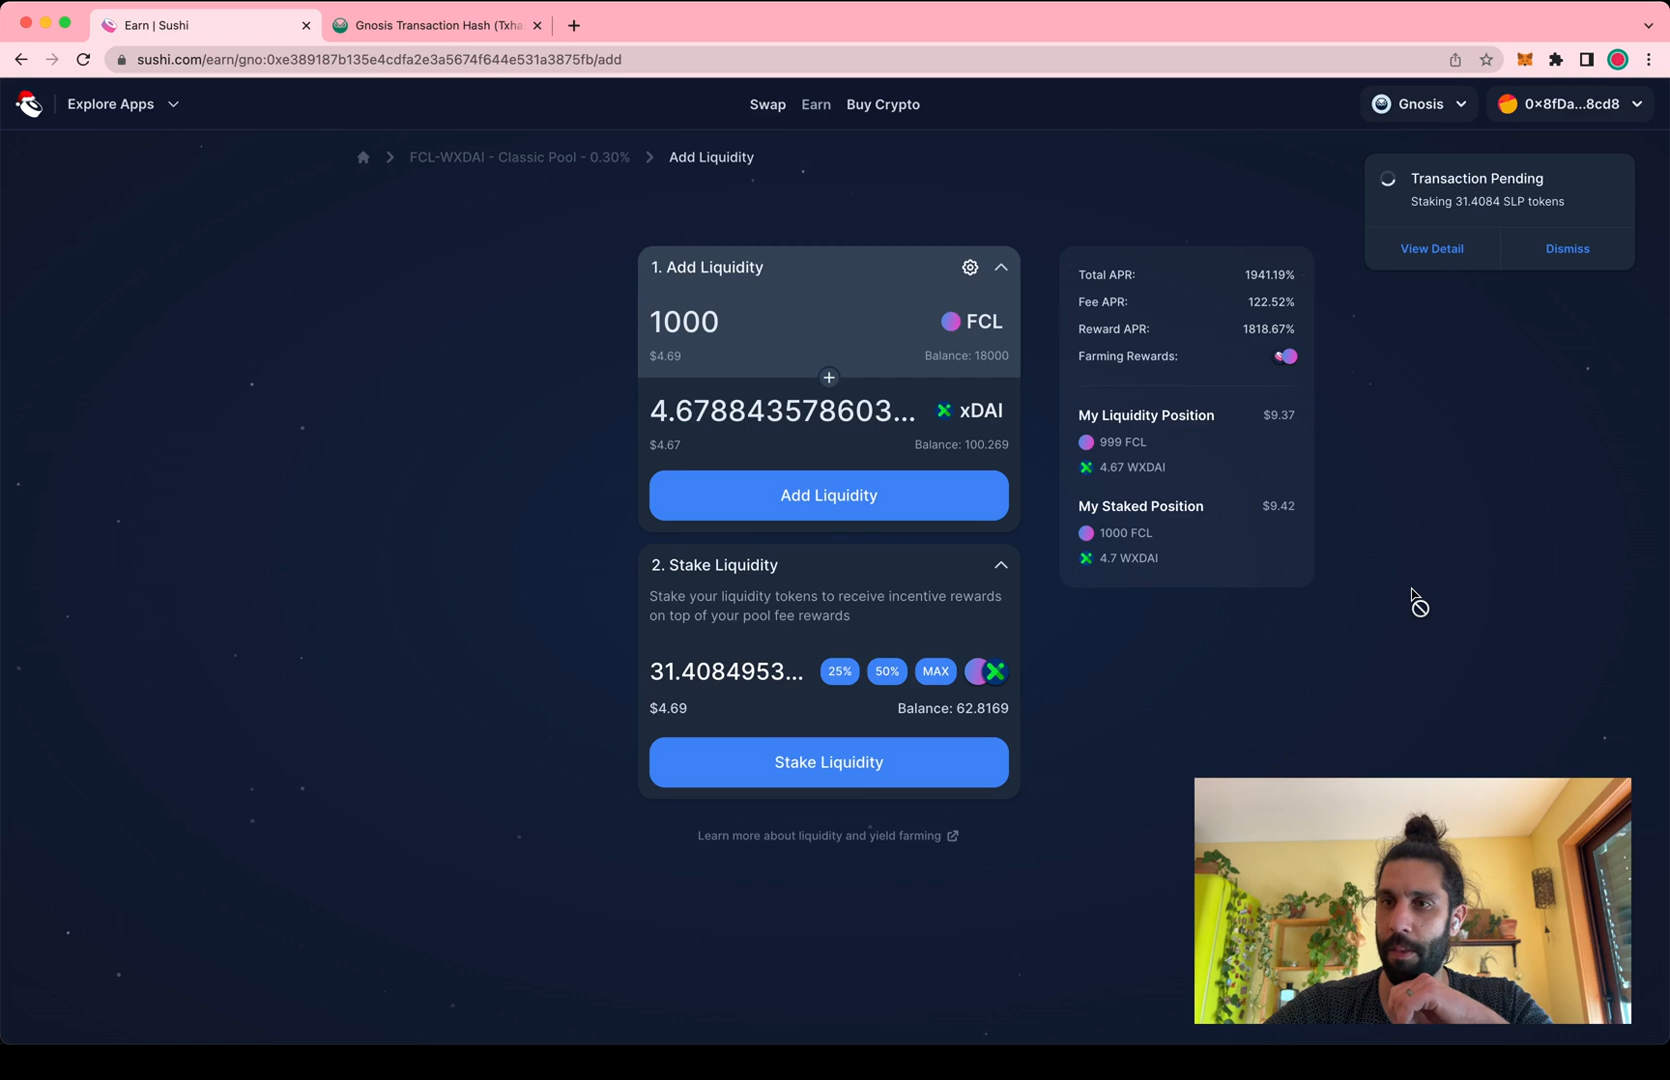 Earn | Sushi
Gnosis Transaction Hash (Txha
sushi.com/earn/gno:0xe389187b135e4cdfa2e3a5674f644e531a3875fb/add
Explore Apps
Swap Earn Buy Crypto
Gnosis
0×8fDa...8cd8
FCL-WXDAI - Classic Pool - 0.30%
Add Liquidity
Transaction Pending
Staking 31.4084 SLP tokens
View Detail
Dismiss
1. Add Liquidity
1000
FCL
$4.69
Balance: 18000
4.678843578603...
xDAI
$4.67
Balance: 100.269
Add Liquidity
2. Stake Liquidity
Stake your liquidity tokens to receive incentive rewards
on top of your pool fee rewards
31.4084953...
25%
50%
MAX
$4.69
Balance: 62.8169
Stake Liquidity
Learn more about liquidity and yield farming
Total APR: 1941.19%
Fee APR: 122.52%
Reward APR: 1818.67%
Farming Rewards:
My Liquidity Position $9.37
999 FCL
4.67 WXDAI
My Staked Position $9.42
1000 FCL
4.7 WXDAI